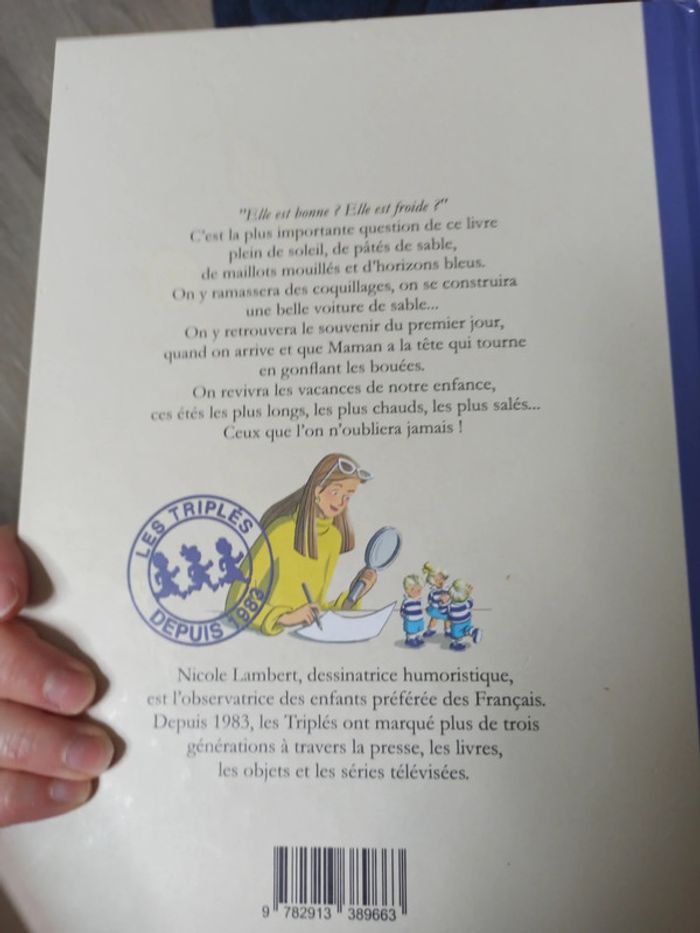 "Elle est bonne ? Elle est froide ?"
C'est la plus importante question de ce livre
plein de soleil, de pâtés de sable,
de maillots mouillés et d'horizons bleus.
On y ramassera des coquillages, on se construira
une belle voiture de sable...
On y retrouvera le souvenir du premier jour,
quand on arrive et que Maman a la tête qui tourne
en gonflant les bouées.
On revivra les vacances de notre enfance,
ces étés les plus longs, les plus chauds, les plus salés...
Ceux que l'on n'oubliera jamais !
LES TRIPLÉS
DEPUIS 1983
Nicole Lambert, dessinatrice humoristique,
est l'observatrice des enfants préférée des Français.
Depuis 1983, les Triplés ont marqué plus de trois
générations à travers la presse, les livres,
les objets et les séries télévisées.
9 782913 389663